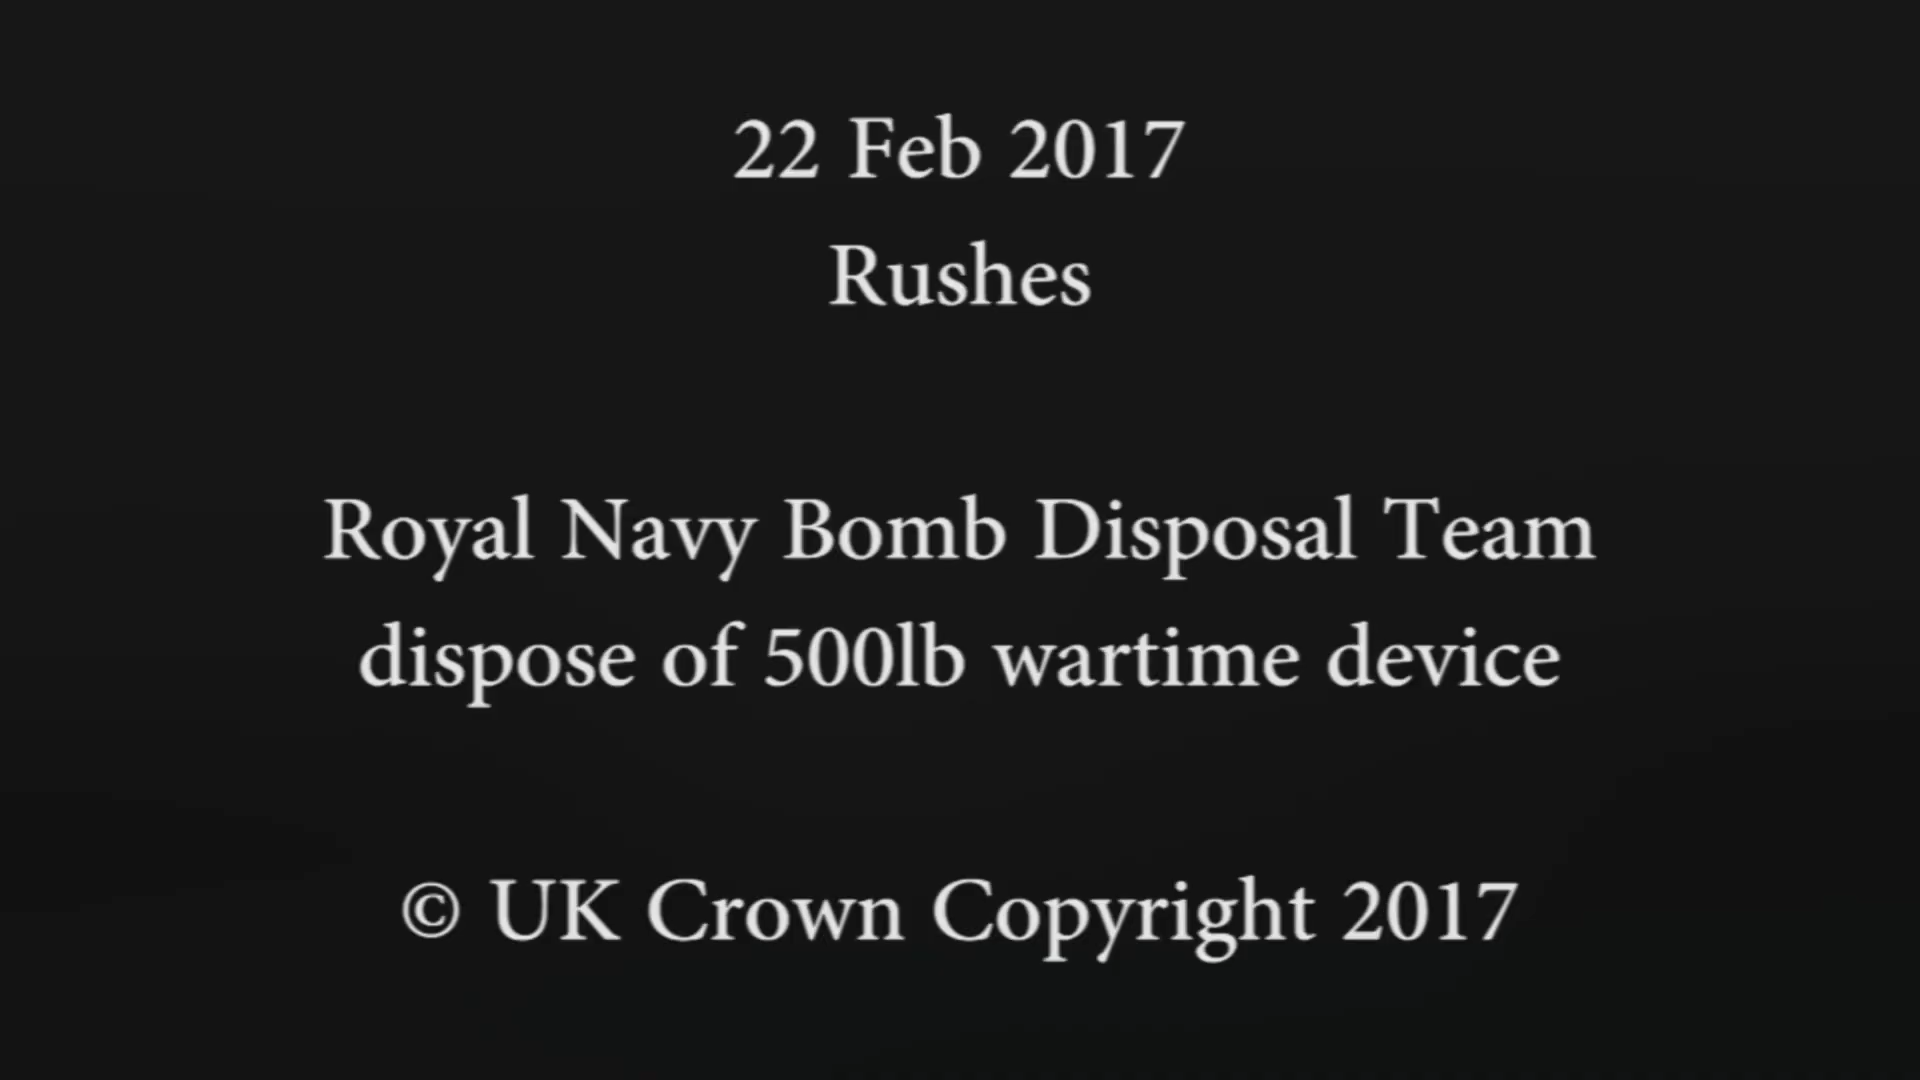 22 Feb 2017
Rushes
Royal Navy Bomb Disposal Team
dispose of 500lb wartime device
© UK Crown Copyright 2017